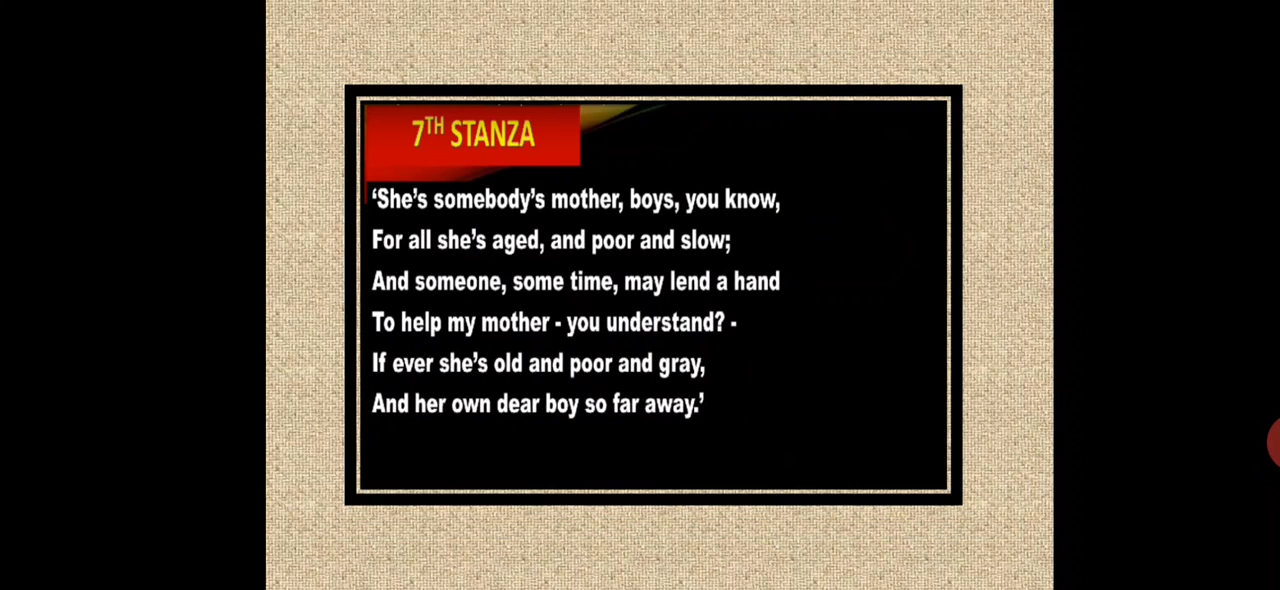 7TH STANZA
‘She’s somebody’s mother, boys, you know,
For all she’s aged, and poor and slow;
And someone, some time, may lend a hand
To help my mother - you understand? -
If ever she’s old and poor and gray,
And her own dear boy so far away.’